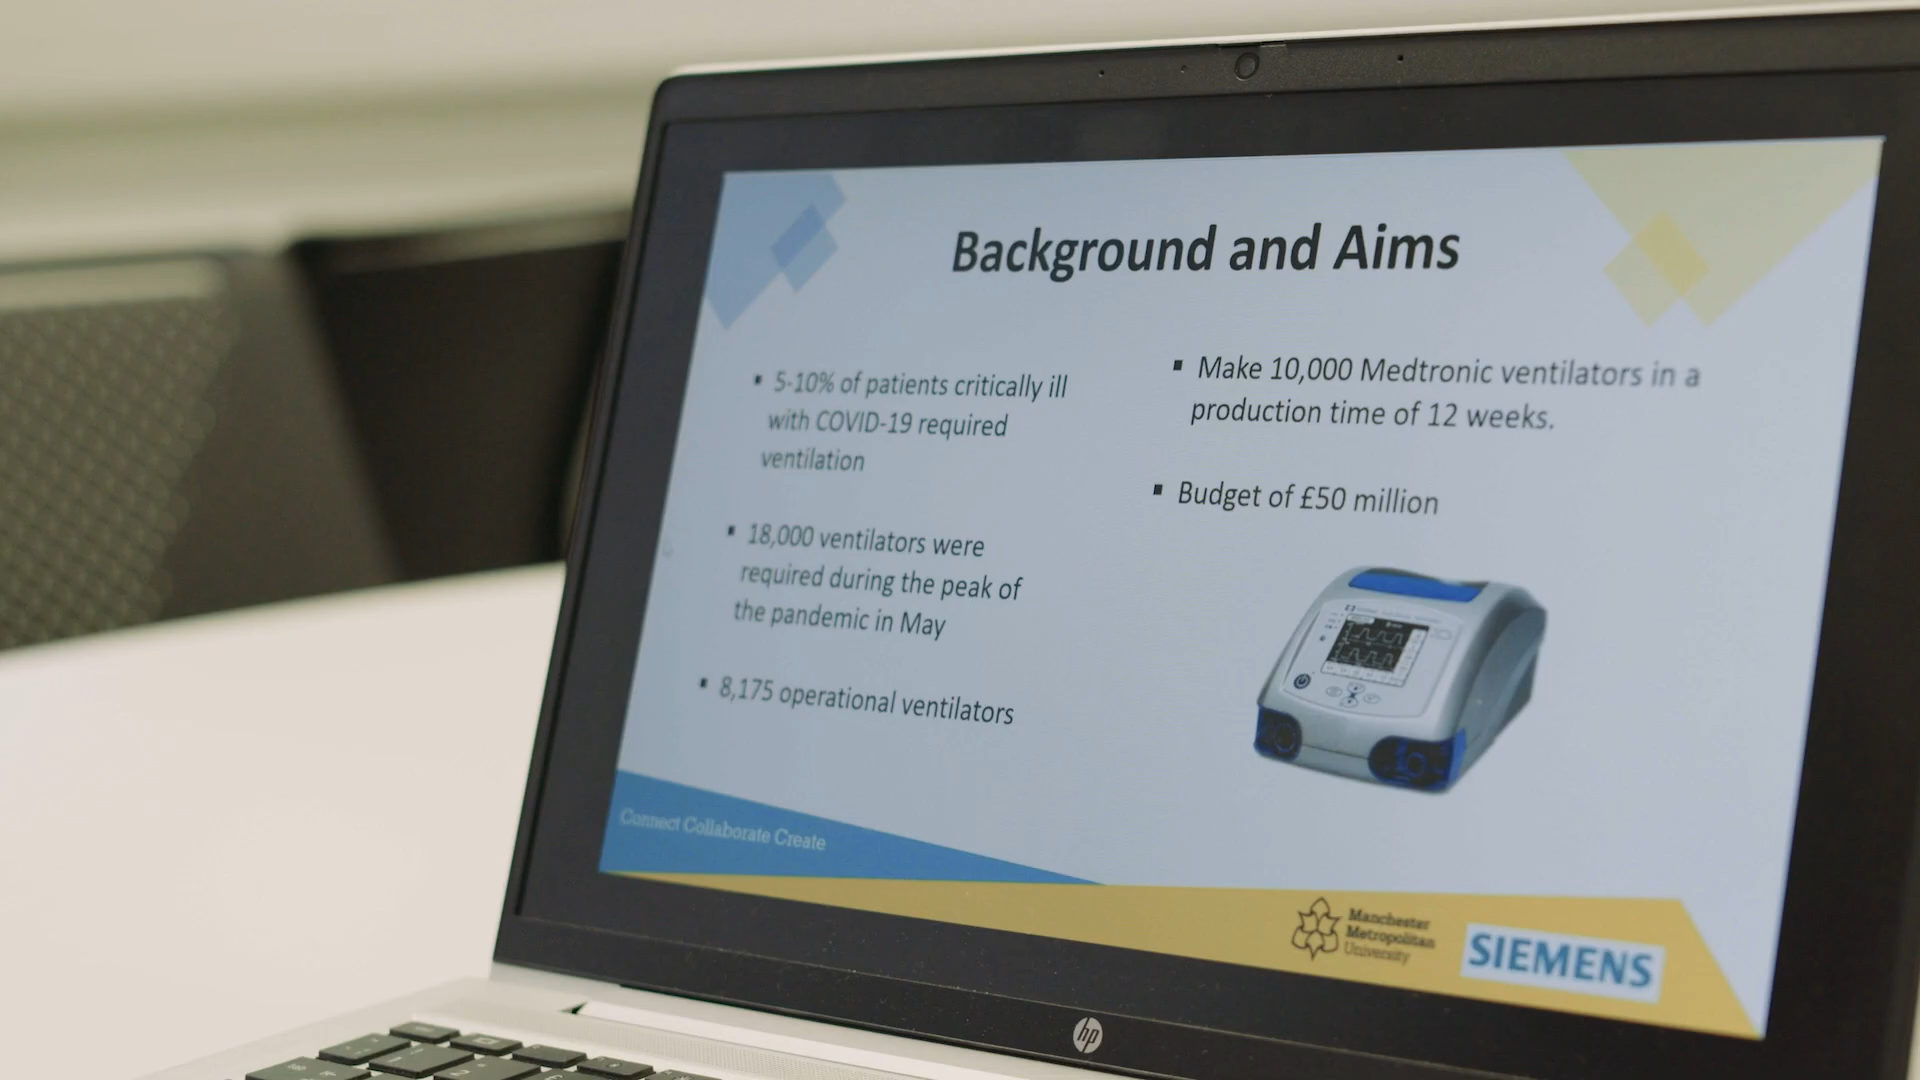 Background and Aims
▪ 5-10% of patients critically ill
with COVID-19 required
ventilation
▪ 18,000 ventilators were
required during the peak of
the pandemic in May
▪ 8,175 operational ventilators
▪ Make 10,000 Medtronic ventilators in a
production time of 12 weeks.
▪ Budget of £50 million
Connect Collaborate Create
Manchester
Metropolitan
University
SIEMENS
hp